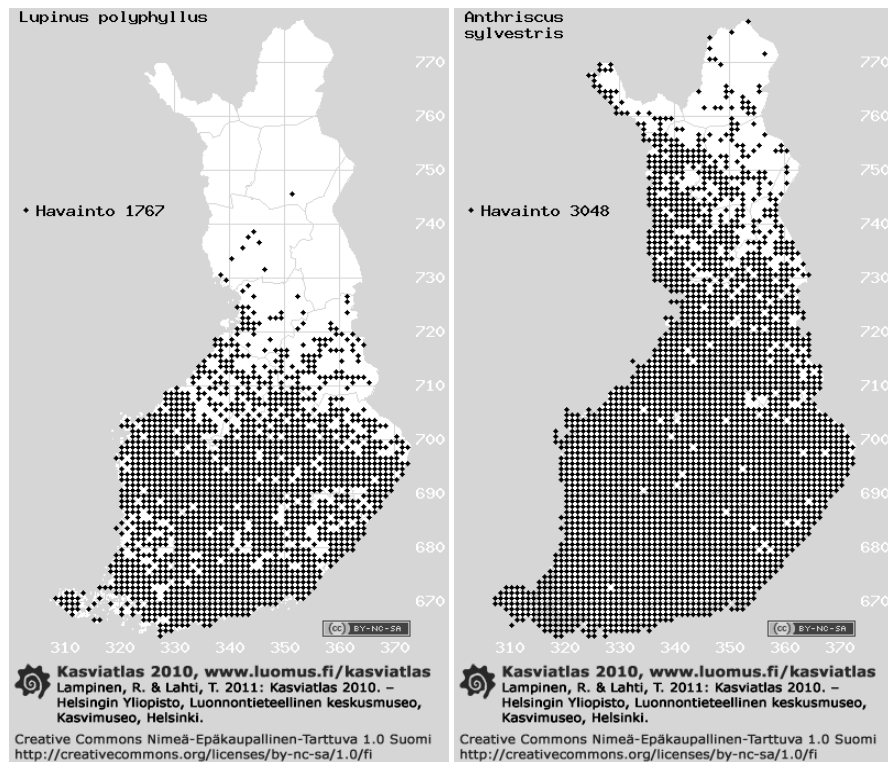 Lupinus polyphyllus
770
760
750
Havainto 1767
740
730
720
710
700
690
680
670
310 320 330 340 350 360 370
cc BY-NC-SA
Kasviatlas 2010, www.luomus.fi/kasviatlas
Lampinen, R. & Lahti, T. 2011: Kasviatlas 2010. –
Helsingin Yliopisto, Luonnontieteellinen keskusmuseo,
Kasvimuseo, Helsinki.
Creative Commons Nimeä-Epäkaupallinen-Tarttuva 1.0 Suomi
http://creativecommons.org/licenses/by-nc-sa/1.0/fi
Anthriscus
sylvestris
770
760
750
Havainto 3048
740
730
720
710
700
690
680
670
310 320 330 340 350 360 370
cc BY-NC-SA
Kasviatlas 2010, www.luomus.fi/kasviatlas
Lampinen, R. & Lahti, T. 2011: Kasviatlas 2010. –
Helsingin Yliopisto, Luonnontieteellinen keskusmuseo,
Kasvimuseo, Helsinki.
Creative Commons Nimeä-Epäkaupallinen-Tarttuva 1.0 Suomi
http://creativecommons.org/licenses/by-nc-sa/1.0/fi